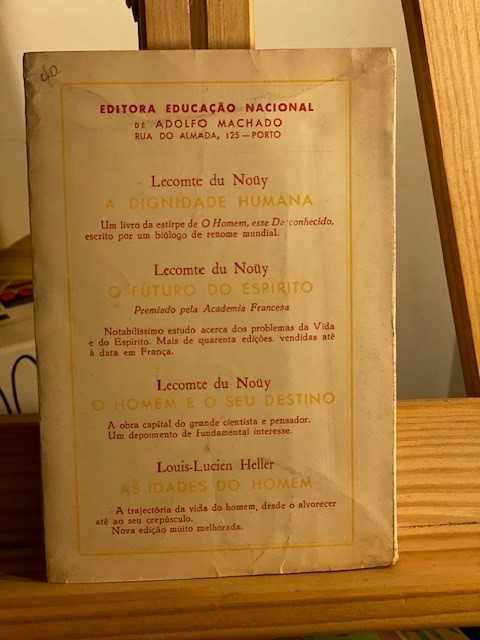 EDITORA EDUCAÇÃO NACIONAL
DE ADOLFO MACHADO
RUA DO ALMADA, 125 — PORTO
Lecomte du Noüy
A DIGNIDADE HUMANA
Um livro da estirpe de O Homem, esse Desconhecido,
escrito por um biólogo de renome mundial.
Lecomte du Noüy
O FUTURO DO ESPIRITO
Premiado pela Academia Francesa
Notabilíssimo estudo acerca dos problemas da Vida
e do Espírito. Mais de quarenta edições vendidas até
à data em França.
Lecomte du Noüy
O HOMEM E O SEU DESTINO
A obra capital do grande cientista e pensador.
Um depoimento de fundamental interesse.
Louis-Lucien Heller
AS IDADES DO HOMEM
A trajectória da vida do homem, desde o alvorecer
até ao seu crepúsculo.
Nova edição muito melhorada.